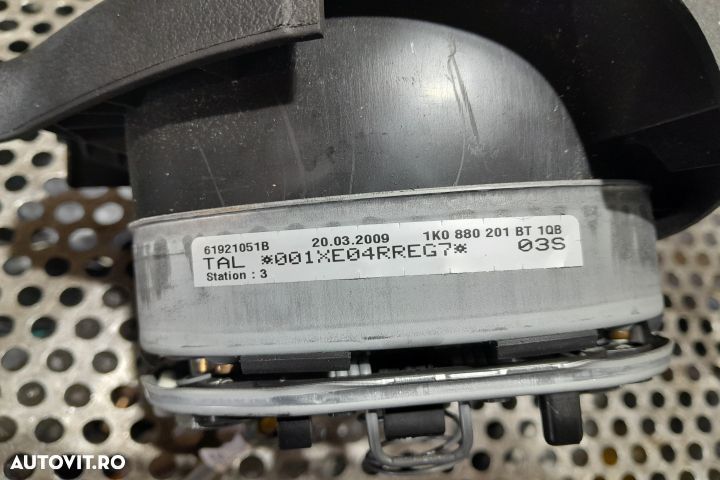 61921051B 20.03.2009 1K0 880 201 BT 1QB
TAL *001XE04RREG7* 03S
Station : 3
AUTOVIT.RO